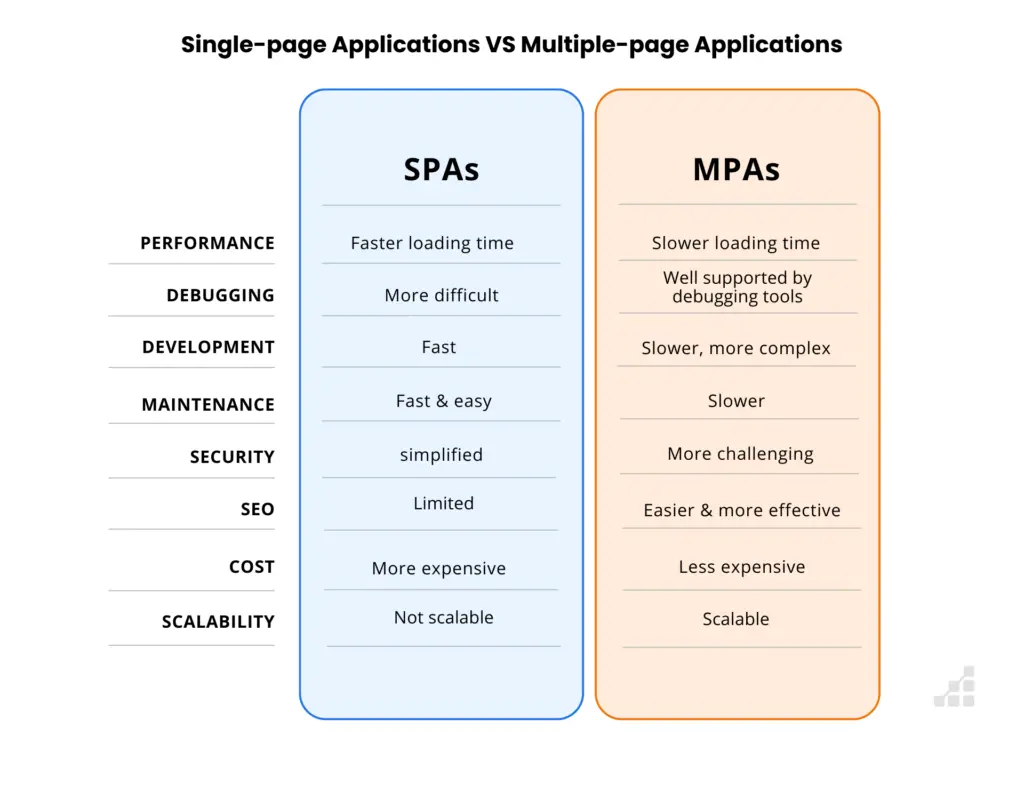 Single-page Applications VS Multiple-page Applications
SPAs
MPAs
PERFORMANCE
Faster loading time
Slower loading time
DEBUGGING
More difficult
Well supported by
debugging tools
DEVELOPMENT
Fast
Slower, more complex
MAINTENANCE
Fast & easy
Slower
SECURITY
simplified
More challenging
SEO
Limited
Easier & more effective
COST
More expensive
Less expensive
SCALABILITY
Not scalable
Scalable